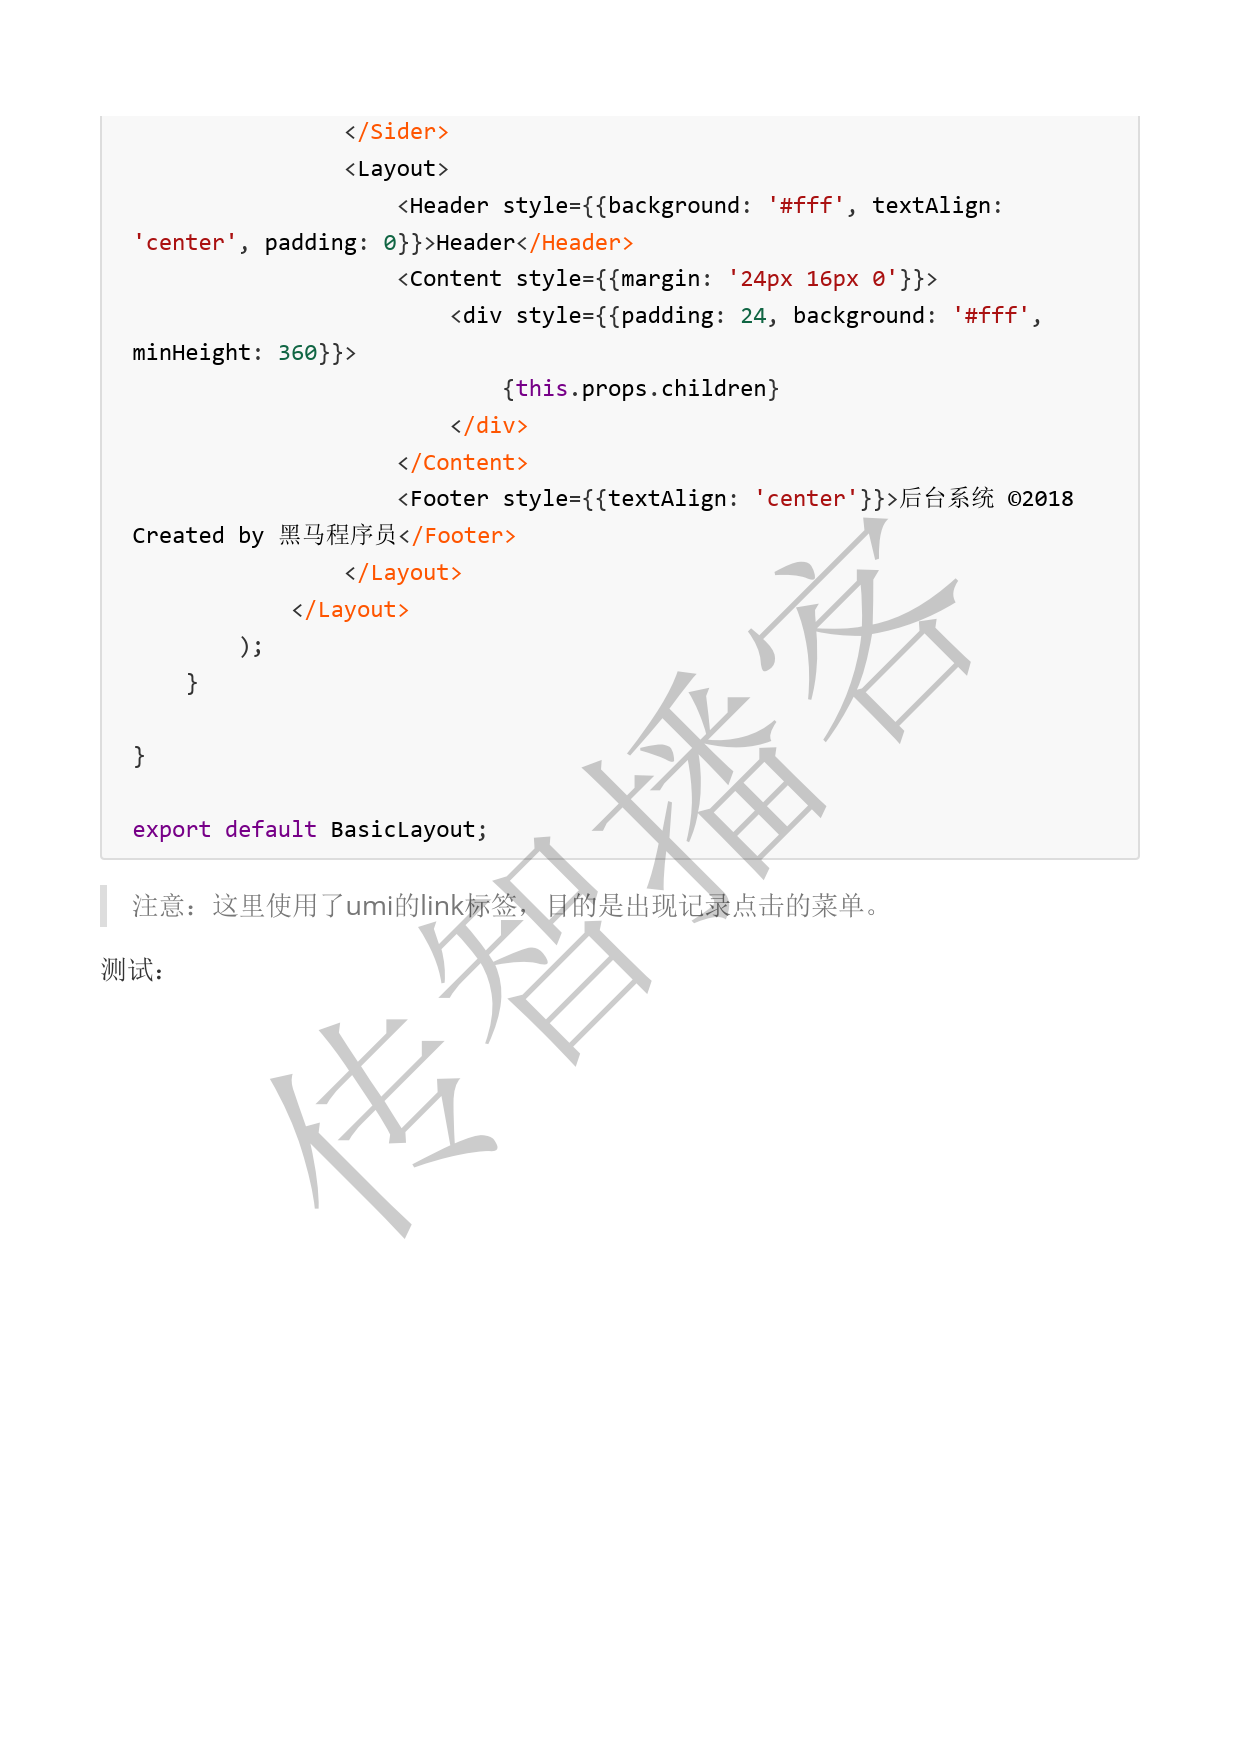 </Sider>
                <Layout>
                    <Header style={{background: '#fff', textAlign:
'center', padding: 0}}>Header</Header>
                    <Content style={{margin: '24px 16px 0'}}>
                        <div style={{padding: 24, background: '#fff',
minHeight: 360}}>
                            {this.props.children}
                        </div>
                    </Content>
                    <Footer style={{textAlign: 'center'}}>后台系统 ©2018
Created by 黑马程序员</Footer>
                </Layout>
            </Layout>
        );
    }

}

export default BasicLayout;
注意：这里使用了umi的link标签，目的是出现记录点击的菜单。
测试：
传智播客